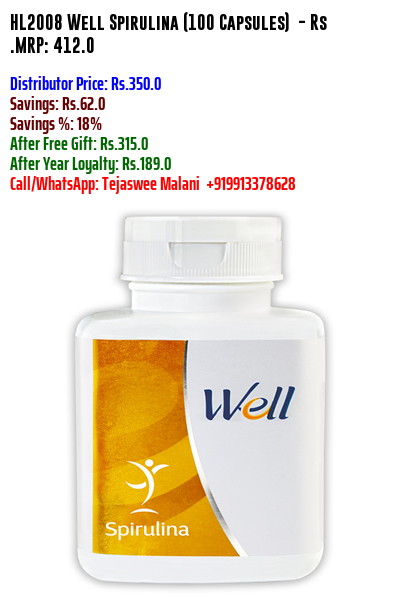 HL2008 Well Spirulina (100 Capsules) - Rs
.MRP: 412.0
Distributor Price: Rs.350.0
Savings: Rs.62.0
Savings %: 18%
After Free Gift: Rs.315.0
After Year Loyalty: Rs.189.0
Call/WhatsApp: Tejaswee Malani +919913378628
Well
Spirulina